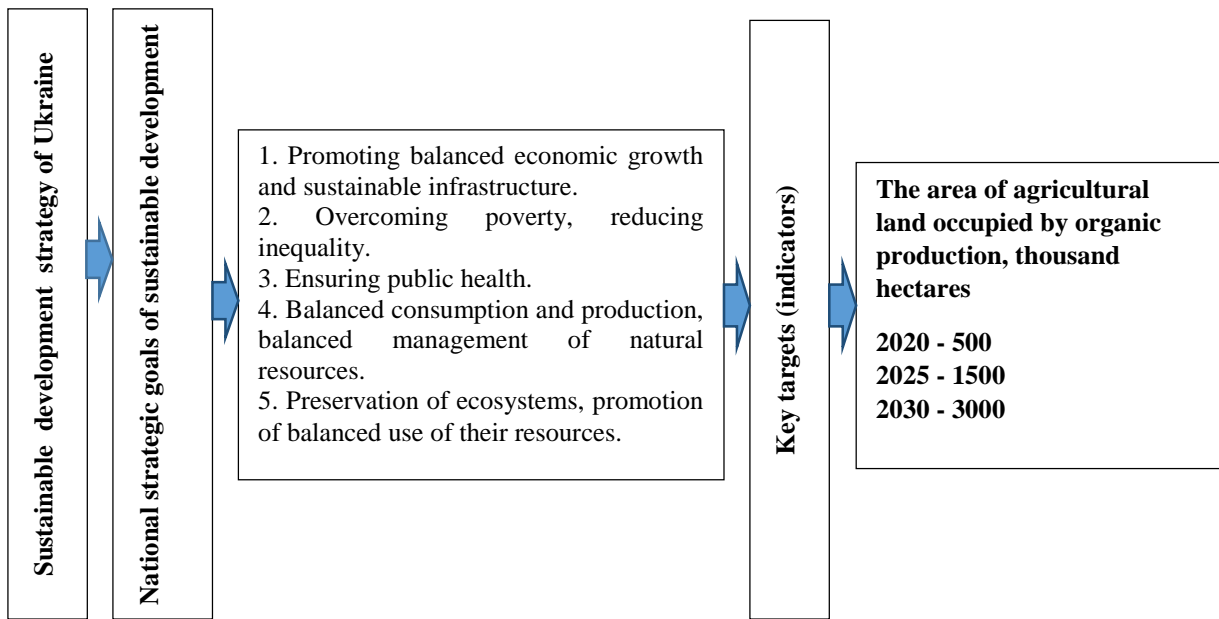 Sustainable development strategy of Ukraine
National strategic goals of sustainable development
1. Promoting balanced economic growth
and sustainable infrastructure.
2. Overcoming poverty, reducing
inequality.
3. Ensuring public health.
4. Balanced consumption and production,
balanced management of natural
resources.
5. Preservation of ecosystems, promotion
of balanced use of their resources.
Key targets (indicators)
The area of agricultural
land occupied by organic
production, thousand
hectares
2020 - 500
2025 - 1500
2030 - 3000